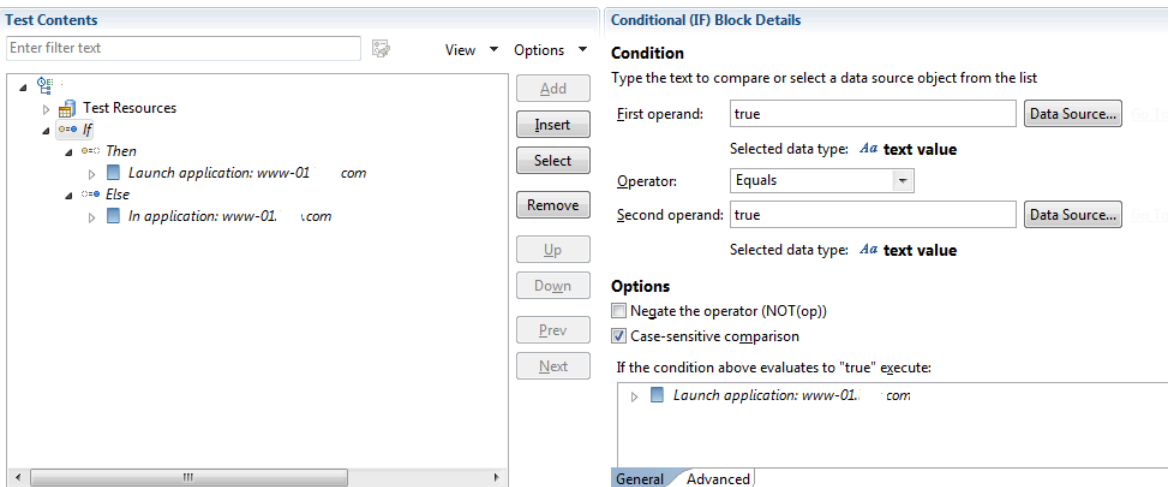 Test Contents
Enter filter text
View
Options
Test Resources
If
Then
Launch application: www-01 com
Else
In application: www-01. .com
Add
Insert
Select
Remove
Up
Down
Prev
Next
Conditional (IF) Block Details
Condition
Type the text to compare or select a data source object from the list
First operand: true Data Source...
Selected data type: Aa text value
Operator: Equals
Second operand: true Data Source...
Selected data type: Aa text value
Options
Negate the operator (NOT(op))
Case-sensitive comparison
If the condition above evaluates to "true" execute:
Launch application: www-01. com
General Advanced